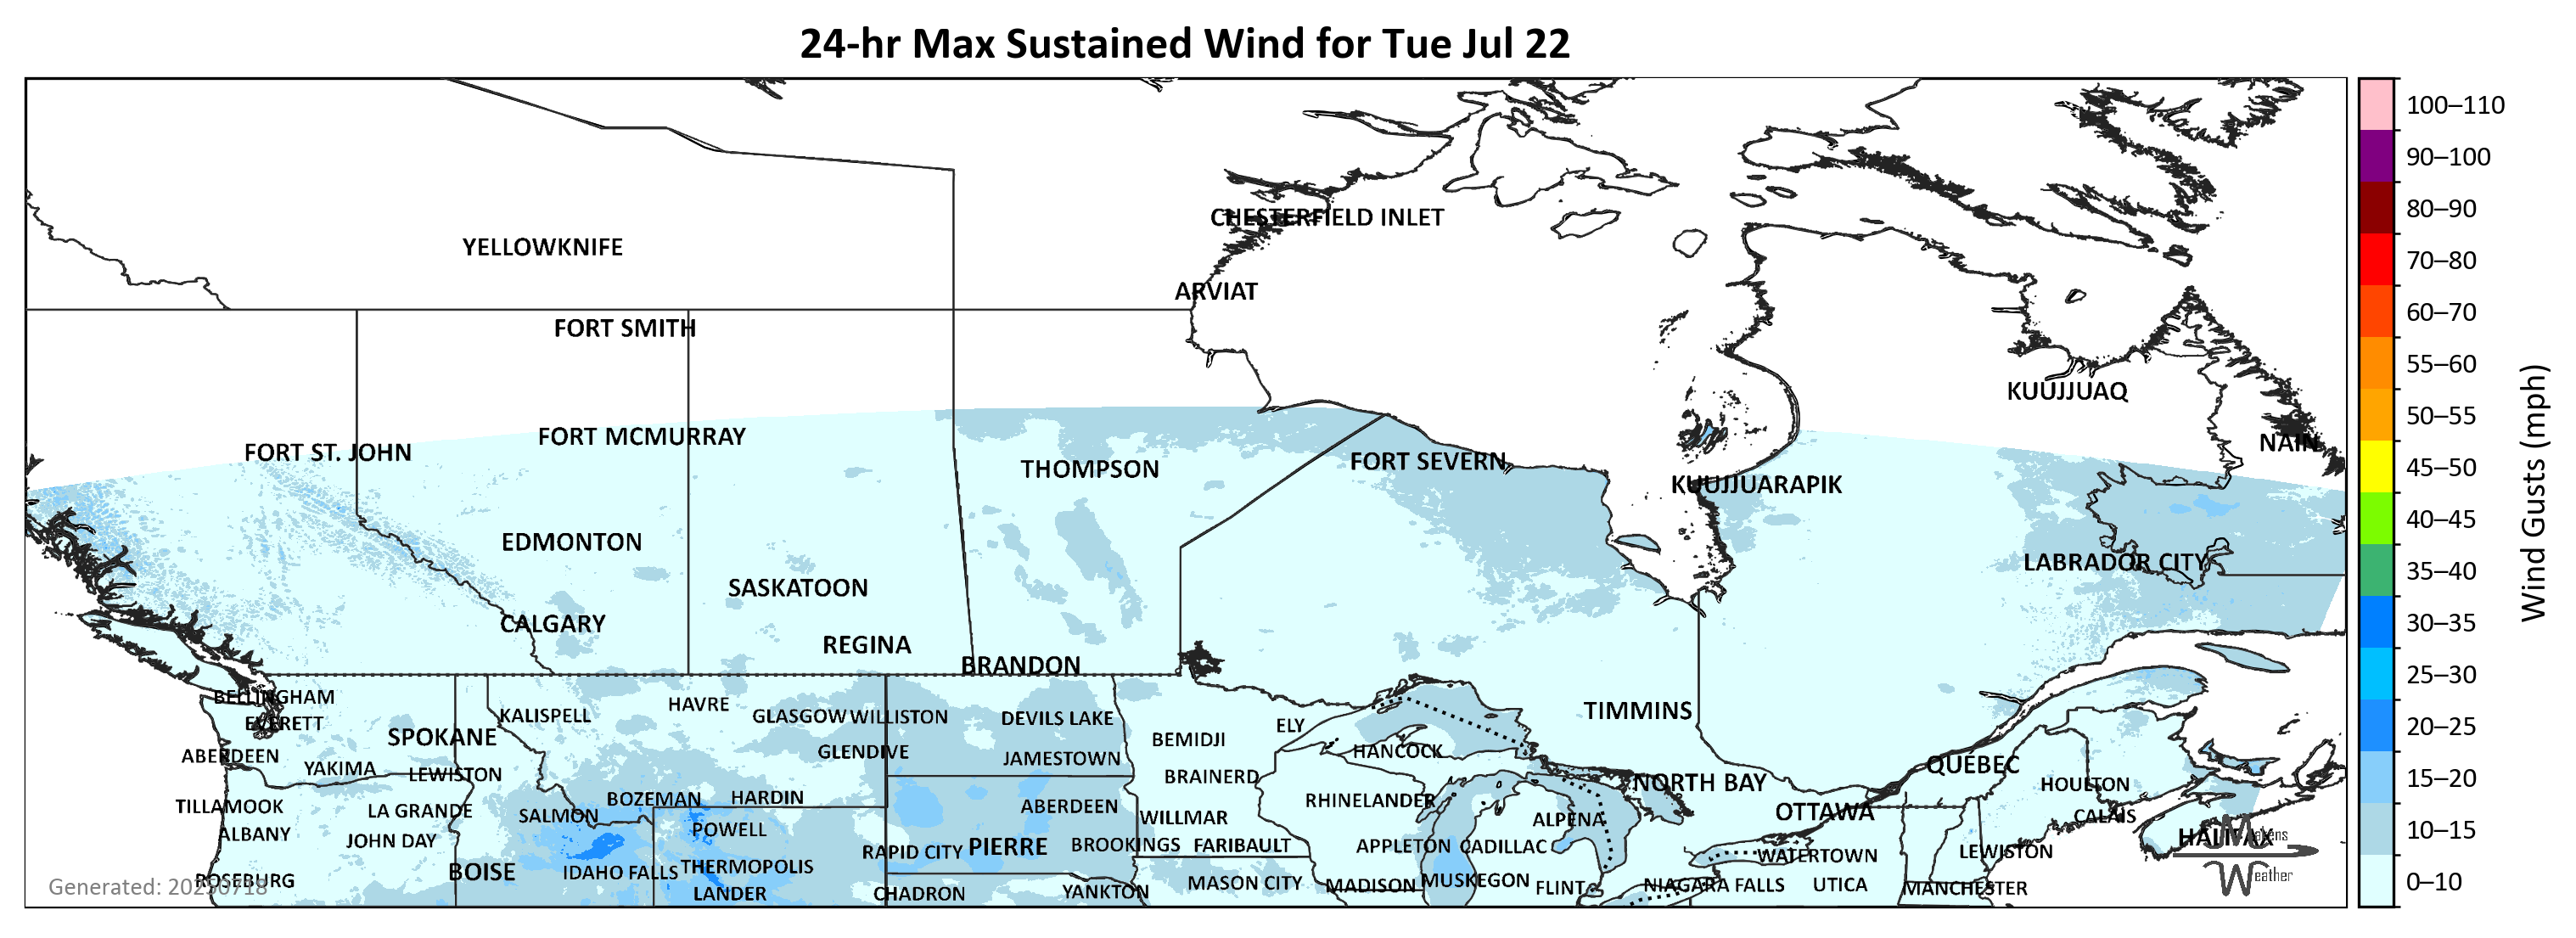 24-hr Max Sustained Wind for Tue Jul 22
100–110
90–100
80–90
70–80
60–70
55–60
50–55
45–50
40–45
35–40
30–35
25–30
20–25
15–20
10–15
0–10
Wind Gusts (mph)
CHESTERFIELD INLET
YELLOWKNIFE
ARVIAT
FORT SMITH
KUUJJUAQ
FORT MCMURRAY
NAIN
FORT ST. JOHN
FORT SEVERN
THOMPSON
KUUJJUARAPIK
EDMONTON
LABRADOR CITY
SASKATOON
CALGARY
REGINA
BRANDON
BELLINGHAM
HAVRE
TIMMINS
KALISPELL
GLASGOW
WILLISTON
DEVILS LAKE
EVERETT
ELY
SPOKANE
BEMIDJI
GLENDIVE
HANCOCK
ABERDEEN
JAMESTOWN
QUÉBEC
YAKIMA
LEWISTON
BRAINERD
NORTH BAY
HOULTON
BOZEMAN
HARDIN
RHINELANDER
TILLAMOOK
LA GRANDE
ABERDEEN
OTTAWA
SALMON
WILLMAR
ALPENA
CALAIS
ALBANY
POWELL
HALIFAX
JOHN DAY
PIERRE
BROOKINGS
FARIBAULT
APPLETON
CADILLAC
RAPID CITY
LEWISTON
WATERTOWN
THERMOPOLIS
BOISE
IDAHO FALLS
ROSEBURG
MUSKEGON
MASON CITY
MADISON
NIAGARA FALLS
UTICA
FLINT
MANCHESTER
LANDER
CHADRON
YANKTON
Generated: 20250718
Makens
Weather